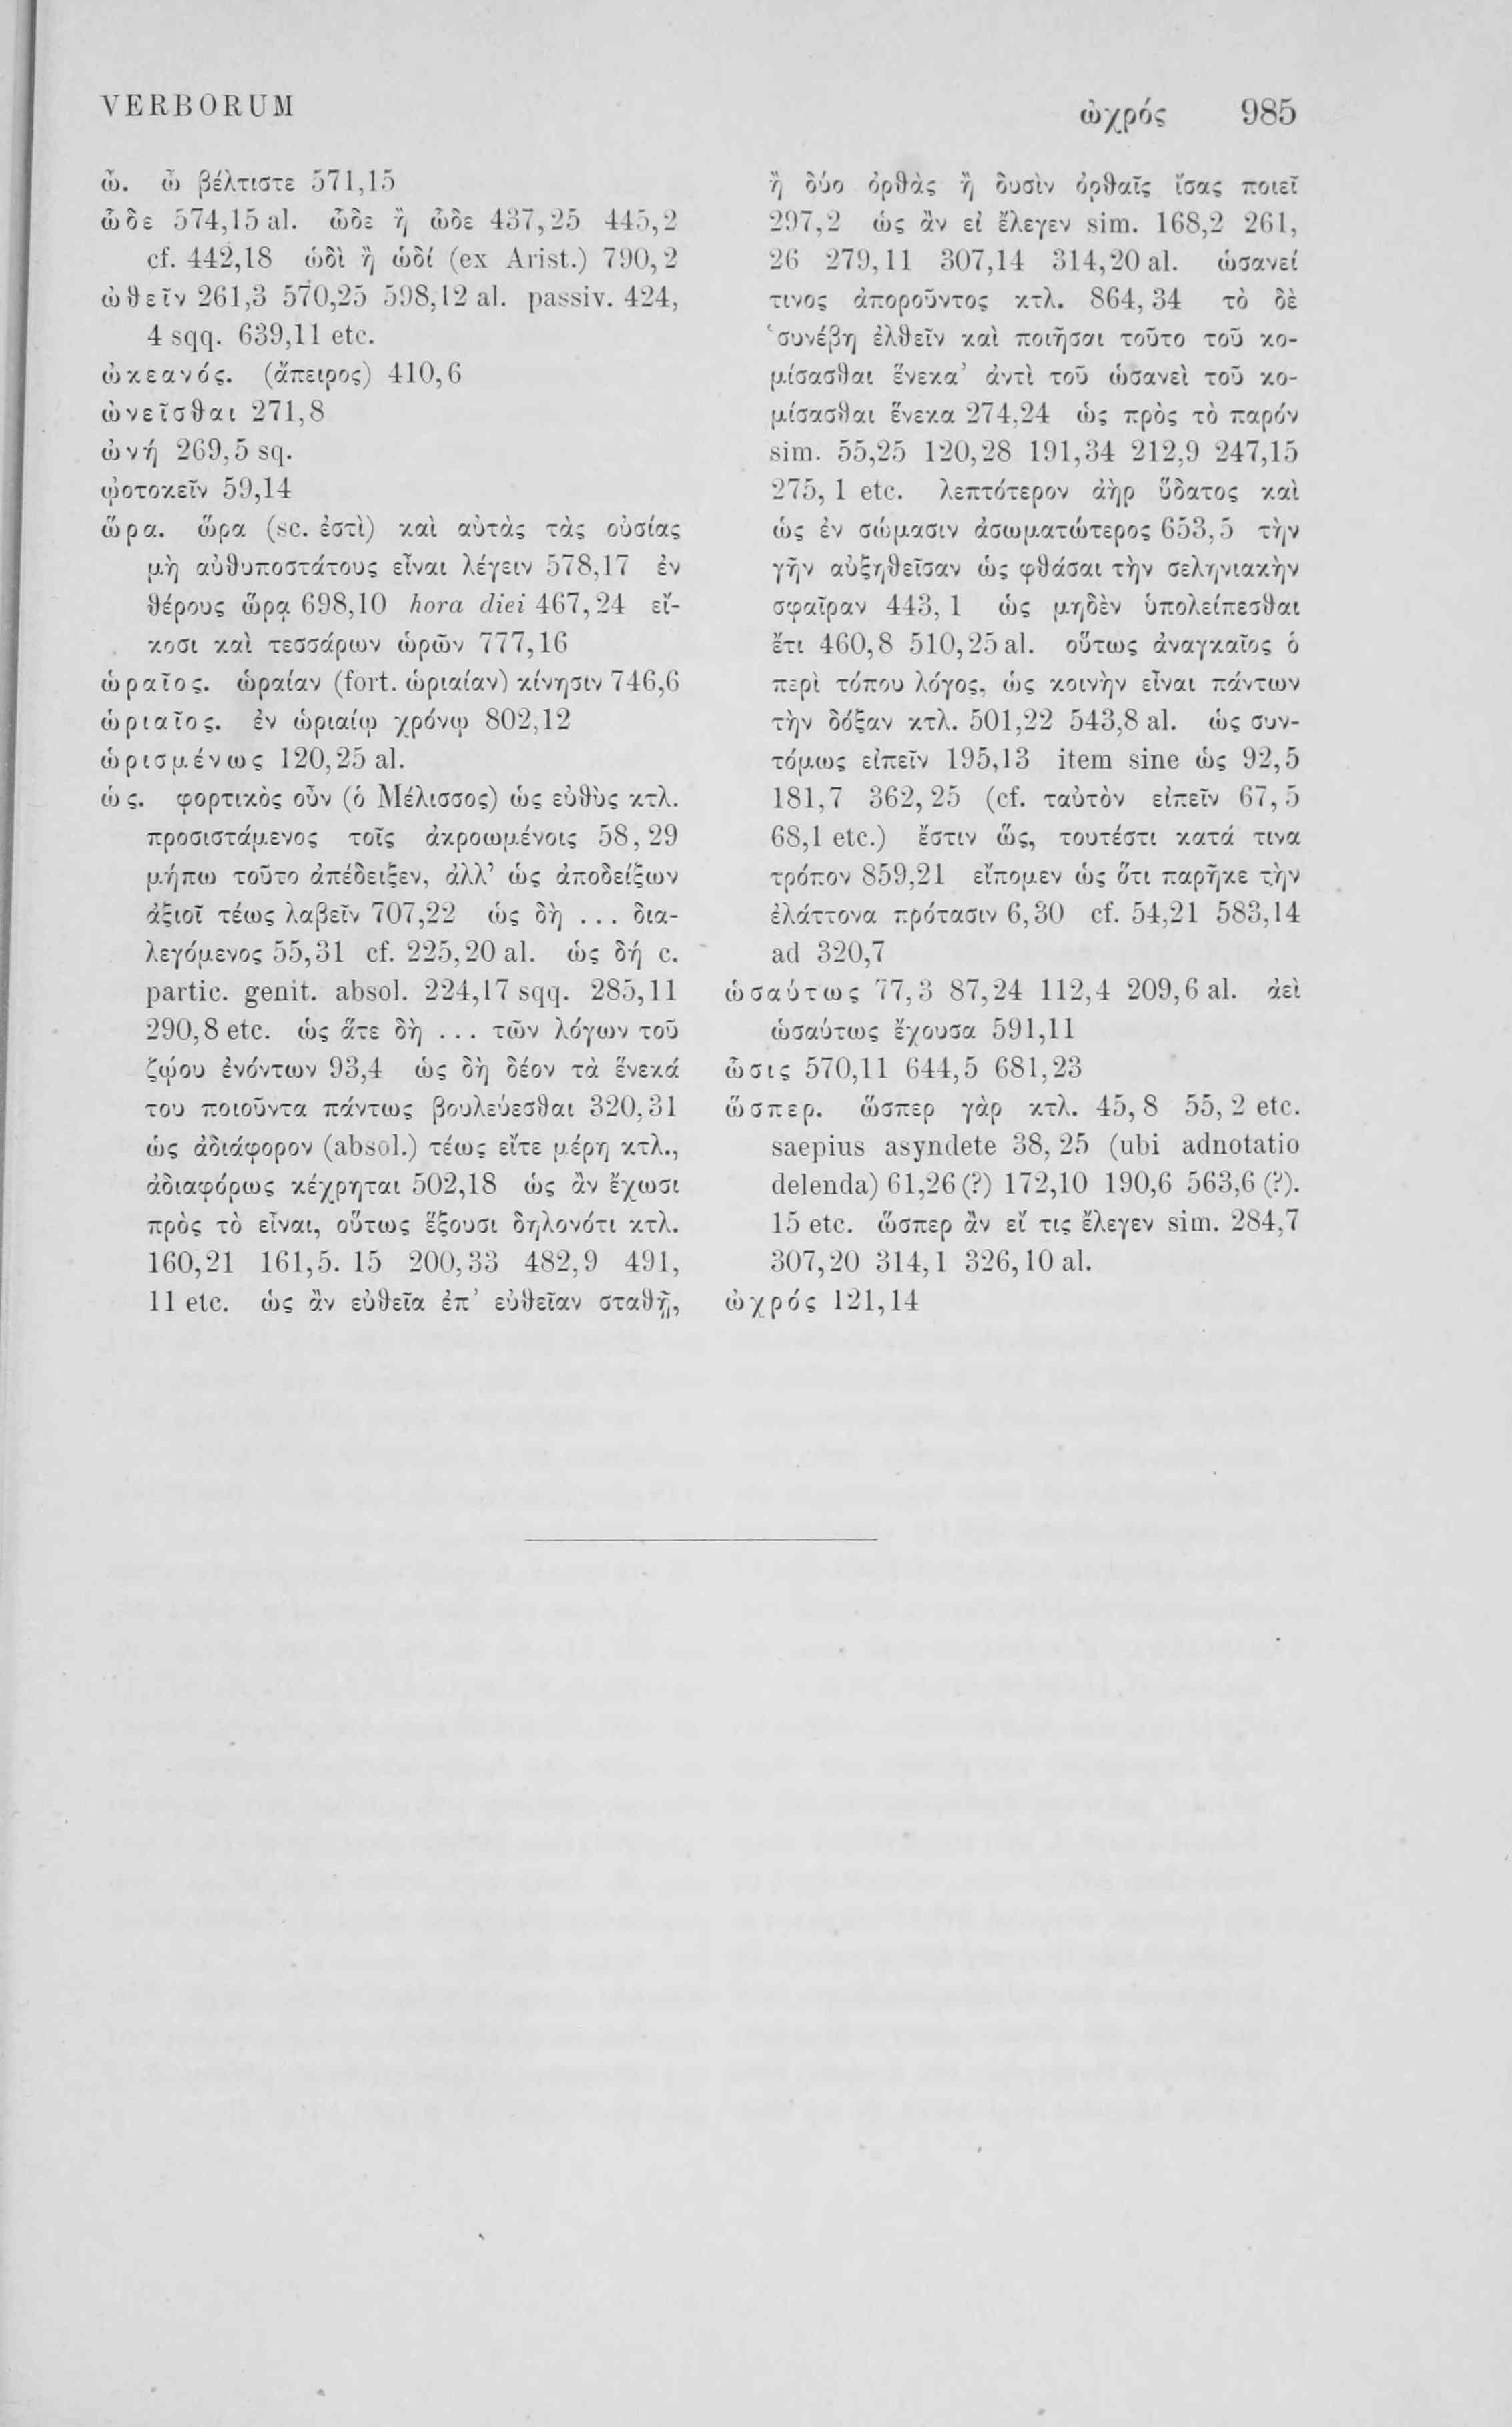 VERBORUM
ὠχρός 985
ὦ. ὦ βέλτιστε 571,15
ὧδε 574,15 al. ὧδε ἢ ὧδε 437,25 445,2
cf. 442,18 ὡδὶ ἢ ὡδί (ex Arist.) 790,2
ὠθεῖν 261,3 570,25 598,12 al. passiv. 424,
4 sqq. 639,11 etc.
ὠκεανός. (ἄπειρος) 410,6
ὠνεῖσθαι 271,8
ὠνή 269,5 sq.
ᾠοτοκεῖν 59,14
ὥρα. ὥρα (sc. ἐστὶ) καὶ αὐτὰς τὰς οὐσίας
μὴ αὐθυποστάτους εἶναι λέγειν 578,17 ἐν
θέρους ὥρᾳ 698,10 hora diei 467,24 εἴ-
κοσι καὶ τεσσάρων ὡρῶν 777,16
ὡραῖος. ὡραίαν (fort. ὡριαίαν) κίνησιν 746,6
ὡριαῖος. ἐν ὡριαίῳ χρόνῳ 802,12
ὡρισμένως 120,25 al.
ὡς. φορτικὸς οὖν (ὁ Μέλισσος) ὡς εὐθὺς κτλ.
προσιστάμενος τοῖς ἀκροωμένοις 58,29
μήπω τοῦτο ἀπέδειξεν, ἀλλ’ ὡς ἀποδείξων
ἀξιοῖ τέως λαβεῖν 707,22 ὡς δὴ ... δια-
λεγόμενος 55,31 cf. 225,20 al. ὡς δή c.
partic. genit. absol. 224,17 sqq. 285,11
290,8 etc. ὡς ἅτε δὴ ... τῶν λόγων τοῦ
ζῴου ἐνόντων 93,4 ὡς δὴ δέον τὰ ἕνεκά
του ποιοῦντα πάντως βουλεύεσθαι 320,31
ὡς ἀδιάφορον (absol.) τέως εἴτε μέρη κτλ.,
ἀδιαφόρως κέχρηται 502,18 ὡς ἂν ἔχωσι
πρὸς τὸ εἶναι, οὕτως ἕξουσι δηλονότι κτλ.
160,21 161,5. 15 200,33 482,9 491,
11 etc. ὡς ἂν εὐθεῖα ἐπ’ εὐθεῖαν σταθῇ,
ἢ δύο ὀρθὰς ἢ δυσὶν ὀρθαῖς ἴσας ποιεῖ
297,2 ὡς ἂν εἰ ἔλεγεν sim. 168,2 261,
26 279,11 307,14 314,20 al. ὡσανεί
τινος ἀποροῦντος κτλ. 864,34 τὸ δὲ
‘συνέβη ἐλθεῖν καὶ ποιῆσαι τοῦτο τοῦ κο-
μίσασθαι ἕνεκα’ ἀντὶ τοῦ ὡσανεὶ τοῦ κο-
μίσασθαι ἕνεκα 274,24 ὡς πρὸς τὸ παρόν
sim. 55,25 120,28 191,34 212,9 247,15
275,1 etc. λεπτότερον ἀὴρ ὕδατος καὶ
ὡς ἐν σώμασιν ἀσωματώτερος 653,5 τὴν
γῆν αὐξηθεῖσαν ὡς φθάσαι τὴν σεληνιακὴν
σφαῖραν 443,1 ὡς μηδὲν ὑπολείπεσθαι
ἔτι 460,8 510,25 al. οὕτως ἀναγκαῖος ὁ
περὶ τόπου λόγος, ὡς κοινὴν εἶναι πάντων
τὴν δόξαν κτλ. 501,22 543,8 al. ὡς συν-
τόμως εἰπεῖν 195,13 item sine ὡς 92,5
181,7 362,25 (cf. ταὐτὸν εἰπεῖν 67,5
68,1 etc.) ἔστιν ὥς, τουτέστι κατά τινα
τρόπον 859,21 εἴπομεν ὡς ὅτι παρῆκε τὴν
ἐλάττονα πρότασιν 6,30 cf. 54,21 583,14
ad 320,7
ὡσαύτως 77,3 87,24 112,4 209,6 al. ἀεὶ
ὡσαύτως ἔχουσα 591,11
ὦσις 570,11 644,5 681,23
ὥσπερ. ὥσπερ γὰρ κτλ. 45,8 55,2 etc.
saepius asyndete 38,25 (ubi adnotatio
delenda) 61,26 (?) 172,10 190,6 563,6 (?).
15 etc. ὥσπερ ἂν εἴ τις ἔλεγεν sim. 284,7
307,20 314,1 326,10 al.
ὠχρός 121,14